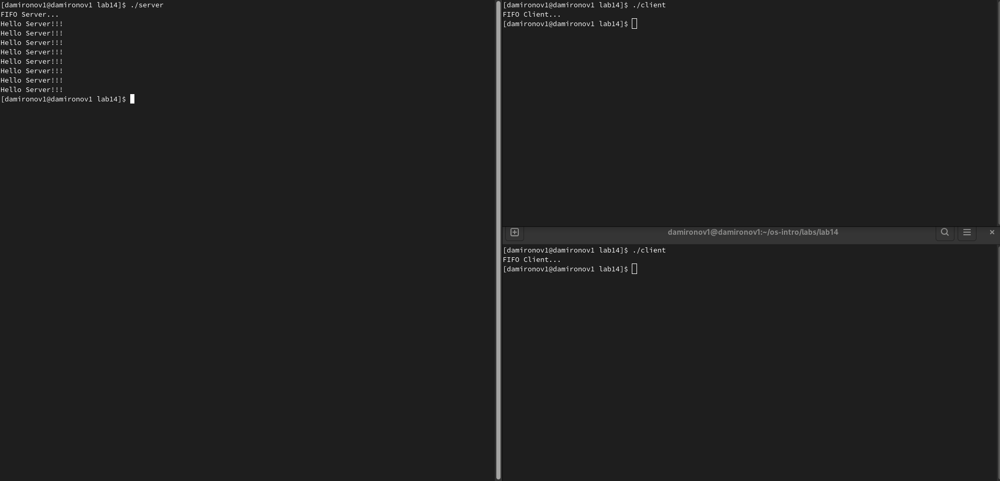 [damironov1@damironov1 lab14]$ ./server
FIFO Server...
Hello Server!!!
Hello Server!!!
Hello Server!!!
Hello Server!!!
Hello Server!!!
Hello Server!!!
Hello Server!!!
Hello Server!!!
[damironov1@damironov1 lab14]$
[damironov1@damironov1 lab14]$ ./client
FIFO Client...
[damironov1@damironov1 lab14]$
damironov1@damironov1:~/os-intro/labs/lab14
[damironov1@damironov1 lab14]$ ./client
FIFO Client...
[damironov1@damironov1 lab14]$